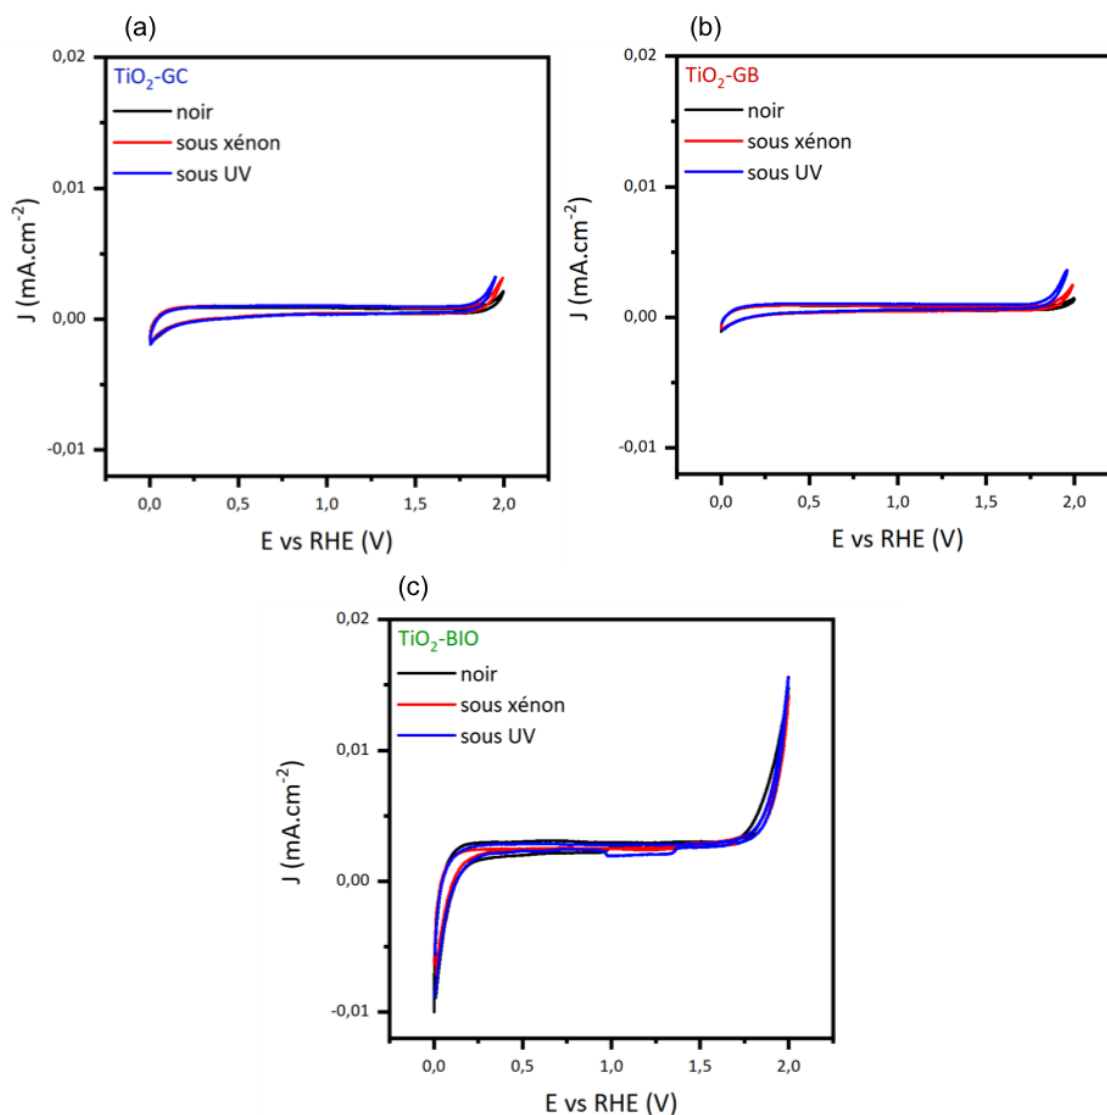 (a)
TiO₂-GC
noir
sous xénon
sous UV
0,02
0,01
0,00
-0,01
J (mA.cm⁻²)
0,0 0,5 1,0 1,5 2,0
E vs RHE (V)
(b)
TiO₂-GB
noir
sous xénon
sous UV
0,02
0,01
0,00
-0,01
J (mA.cm⁻²)
0,0 0,5 1,0 1,5 2,0
E vs RHE (V)
(c)
TiO₂-BIO
noir
sous xénon
sous UV
0,02
0,01
0,00
-0,01
J (mA.cm⁻²)
0,0 0,5 1,0 1,5 2,0
E vs RHE (V)